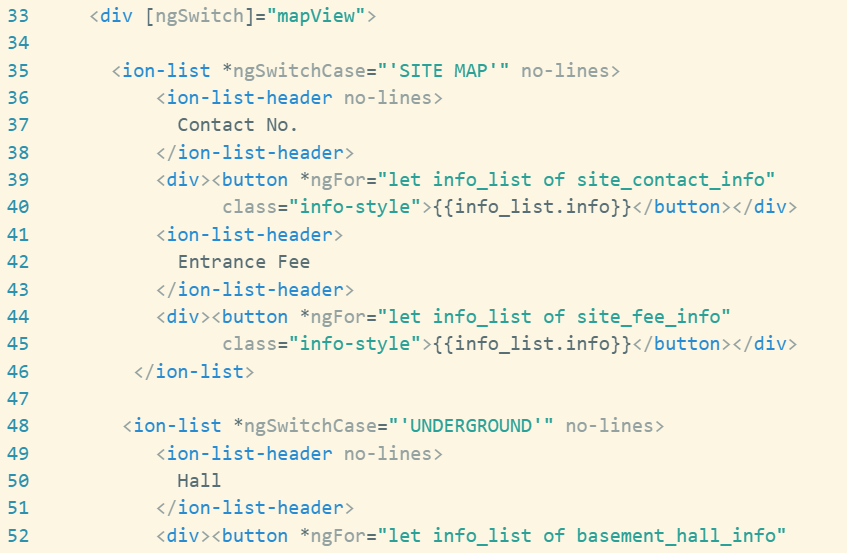 33 <div [ngSwitch]="mapView">
34
35 <ion-list *ngSwitchCase="'SITE MAP'" no-lines>
36 <ion-list-header no-lines>
37 Contact No.
38 </ion-list-header>
39 <div><button *ngFor="let info_list of site_contact_info"
40 class="info-style">{{info_list.info}}</button></div>
41 <ion-list-header>
42 Entrance Fee
43 </ion-list-header>
44 <div><button *ngFor="let info_list of site_fee_info"
45 class="info-style">{{info_list.info}}</button></div>
46 </ion-list>
47
48 <ion-list *ngSwitchCase="'UNDERGROUND'" no-lines>
49 <ion-list-header no-lines>
50 Hall
51 </ion-list-header>
52 <div><button *ngFor="let info_list of basement_hall_info"